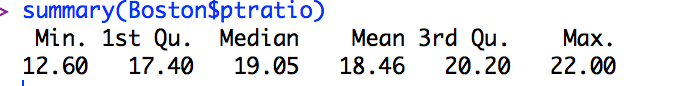 > summary(Boston$ptratio)
Min. 1st Qu. Median Mean 3rd Qu. Max.
12.60 17.40 19.05 18.46 20.20 22.00